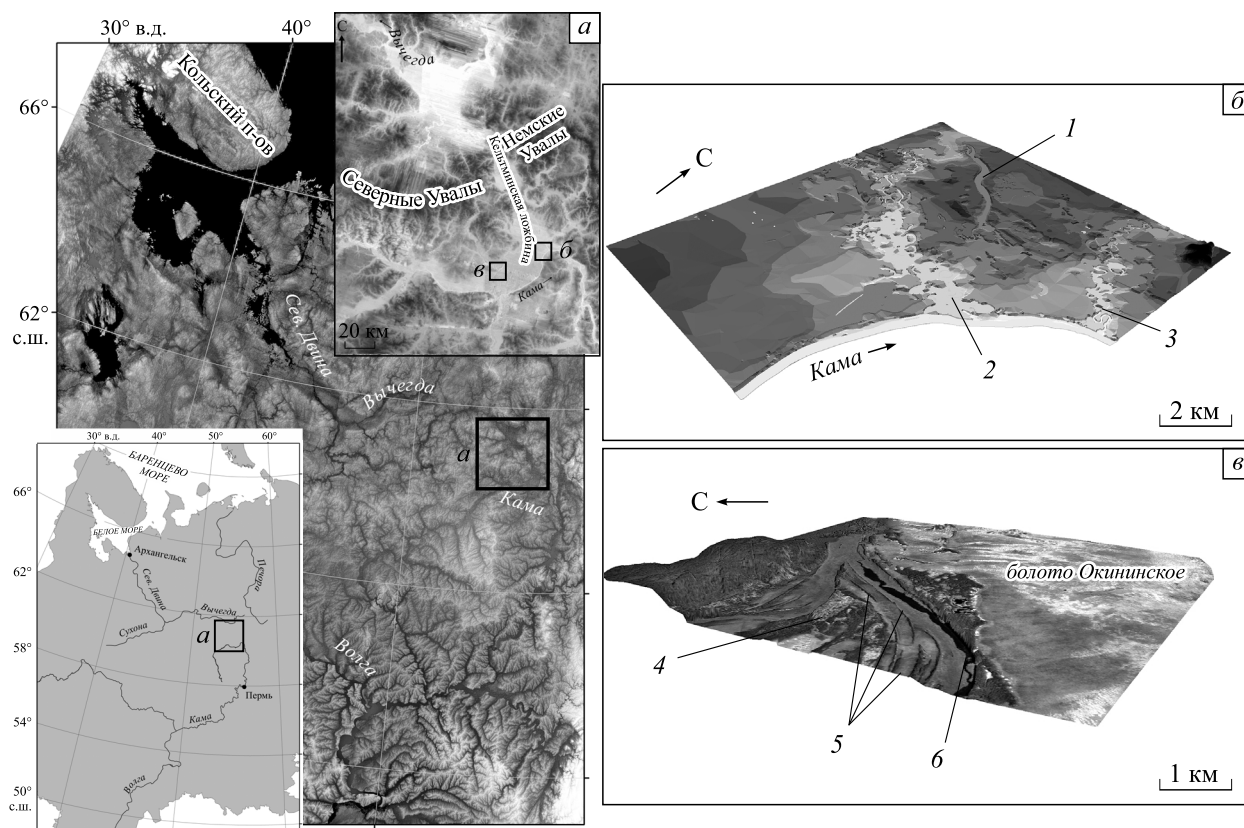 30° в.д.
40°
66°
62°
с.ш.
Кольский п-ов
Сев. Двина
Вычегда
а
Кама
Волга
С
а
Вычегда
Немские
Увалы
Северные Увалы
Кельтминская ложбина
в
б
Кама
20 км
30° в.д.
40°
50°
60°
66°
62°
58°
54°
50°
с.ш.
БАРЕНЦЕВО
МОРЕ
БЕЛОЕ МОРЕ
Архангельск
Сев. Двина
Печора
Вычегда
Сухона
а
Пермь
Кама
Волга
б
С
1
2
3
Кама
2 км
в
С
болото Окининское
4
5
6
1 км